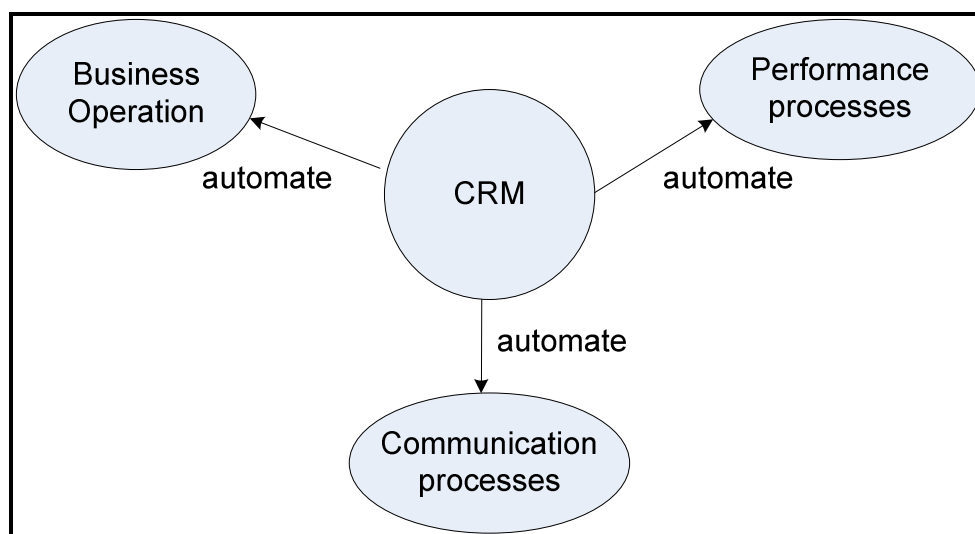 Business
Operation
Performance
processes
automate
CRM
automate
automate
Communication
processes